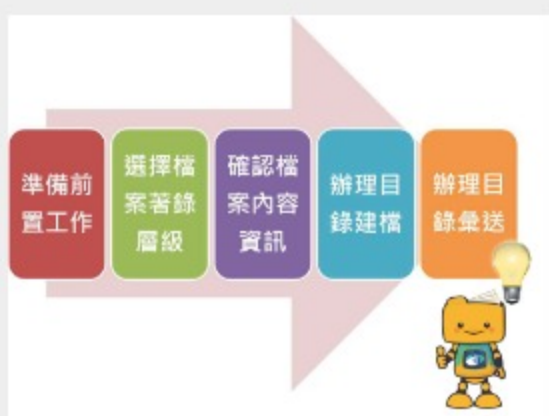 準備前
置工作
選擇檔
案著錄
層級
確認檔
案內容
資訊
辦理目
錄建檔
辦理目
錄彙送